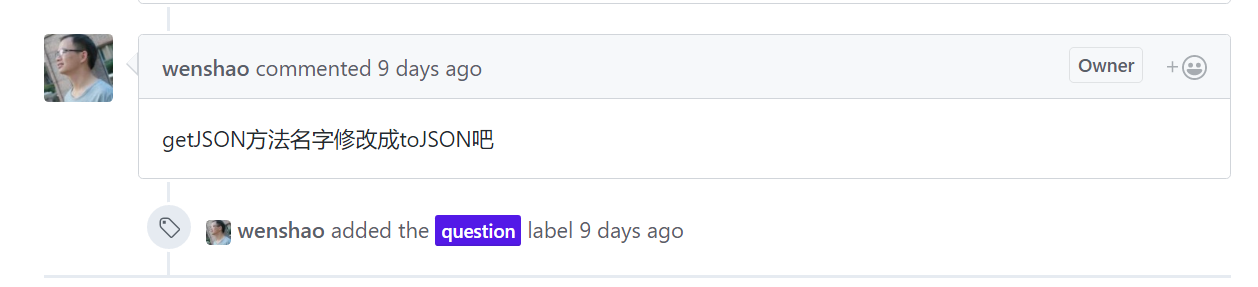 wenshao commented 9 days ago
Owner
getJSON方法名字修改成toJSON吧
wenshao added the question label 9 days ago